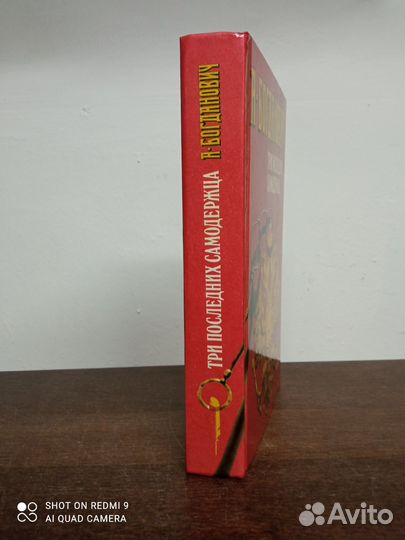 А·БОГДАНОВИЧ
ТРИ ПОСЛЕДНИХ САМОДЕРЖЦА
SHOT ON REDMI 9
AI QUAD CAMERA
Avito